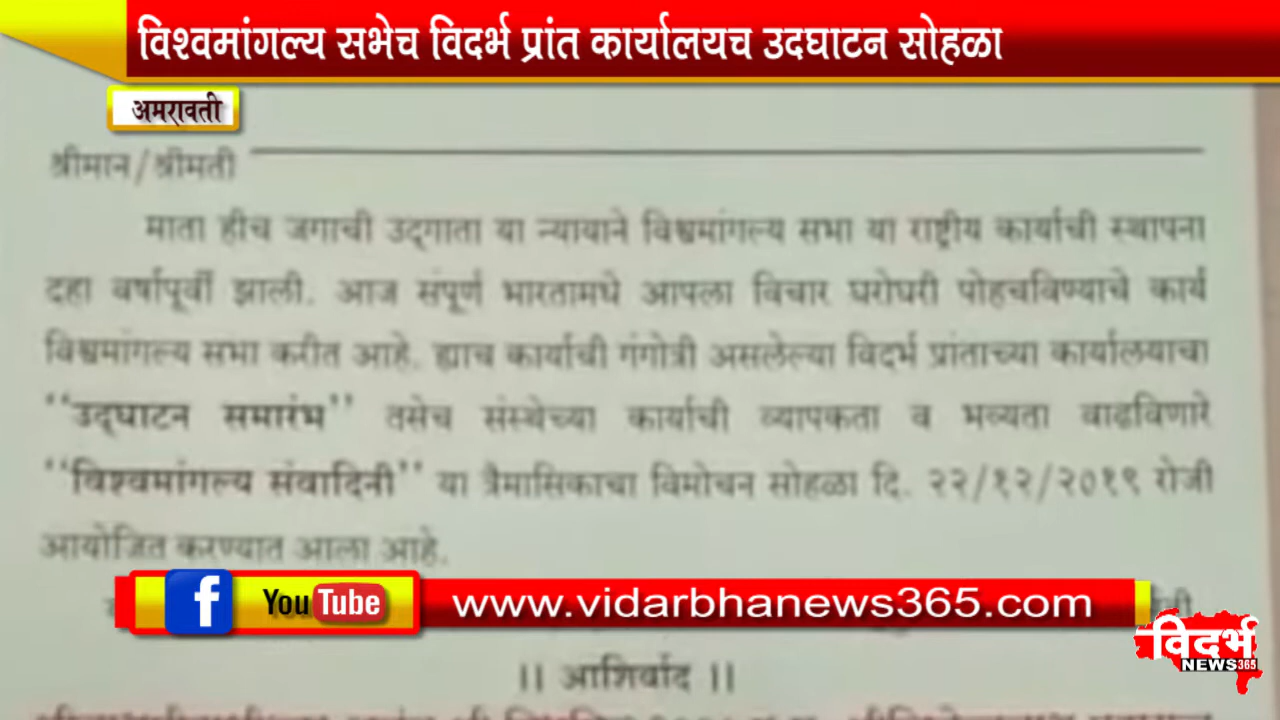 विश्वमांगल्य सभेच विदर्भ प्रांत कार्यालयच उदघाटन सोहळा
अमरावती
श्रीमान/श्रीमती
माता हीच जगाची उद्‌गाता या न्यायाने विश्वमांगल्य सभा या राष्ट्रीय कार्याची स्थापना
दहा वर्षापूर्वी झाली. आज संपूर्ण भारतामधे आपला विचार घरोघरी पोहचविण्याचे कार्य
विश्वमांगल्य सभा करीत आहे. ह्याच कार्याची गंगोत्री असलेल्या विदर्भ प्रांताच्या कार्यालयाचा
‘‘उद्‌घाटन समारंभ’’ तसेच संस्थेच्या कार्याची व्यापकता व भव्यता वाढविणारे
‘‘विश्वमांगल्य संवादिनी’’ या त्रैमासिकाचा विमोचन सोहळा दि. २२/१२/२०१९ रोजी
आयोजित करण्यात आला आहे.
f YouTube www.vidarbhanews365.com
विदर्भ
NEWS 365
|| आशिर्वाद ||